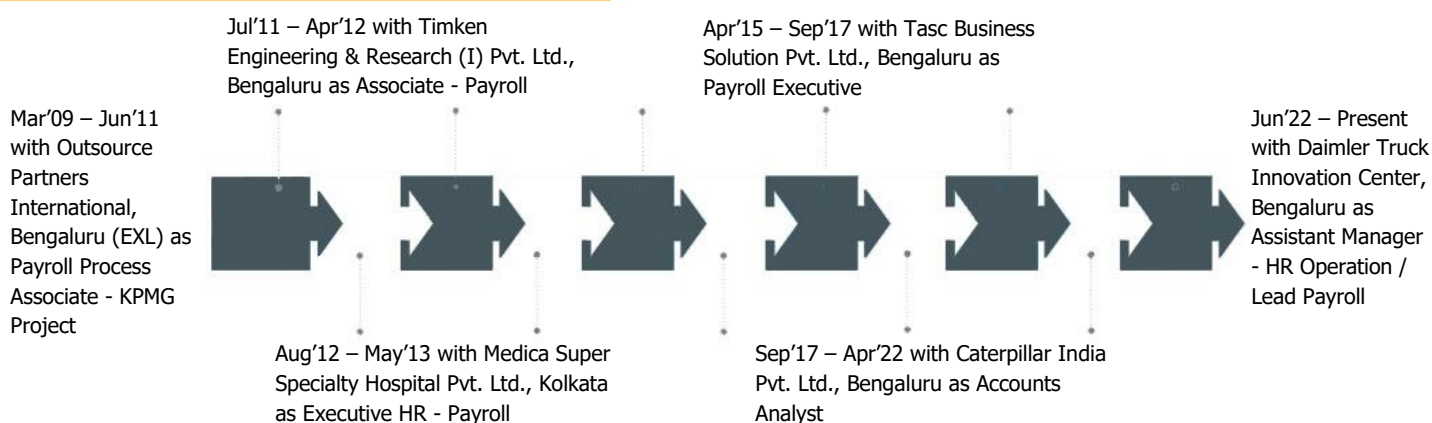 Mar’09 – Jun’11
with Outsource
Partners
International,
Bengaluru (EXL) as
Payroll Process
Associate - KPMG
Project
Jul’11 – Apr’12 with Timken
Engineering & Research (I) Pvt. Ltd.,
Bengaluru as Associate - Payroll
Aug’12 – May’13 with Medica Super
Specialty Hospital Pvt. Ltd., Kolkata
as Executive HR - Payroll
Apr’15 – Sep’17 with Tasc Business
Solution Pvt. Ltd., Bengaluru as
Payroll Executive
Sep’17 – Apr’22 with Caterpillar India
Pvt. Ltd., Bengaluru as Accounts
Analyst
Jun’22 – Present
with Daimler Truck
Innovation Center,
Bengaluru as
Assistant Manager
- HR Operation /
Lead Payroll